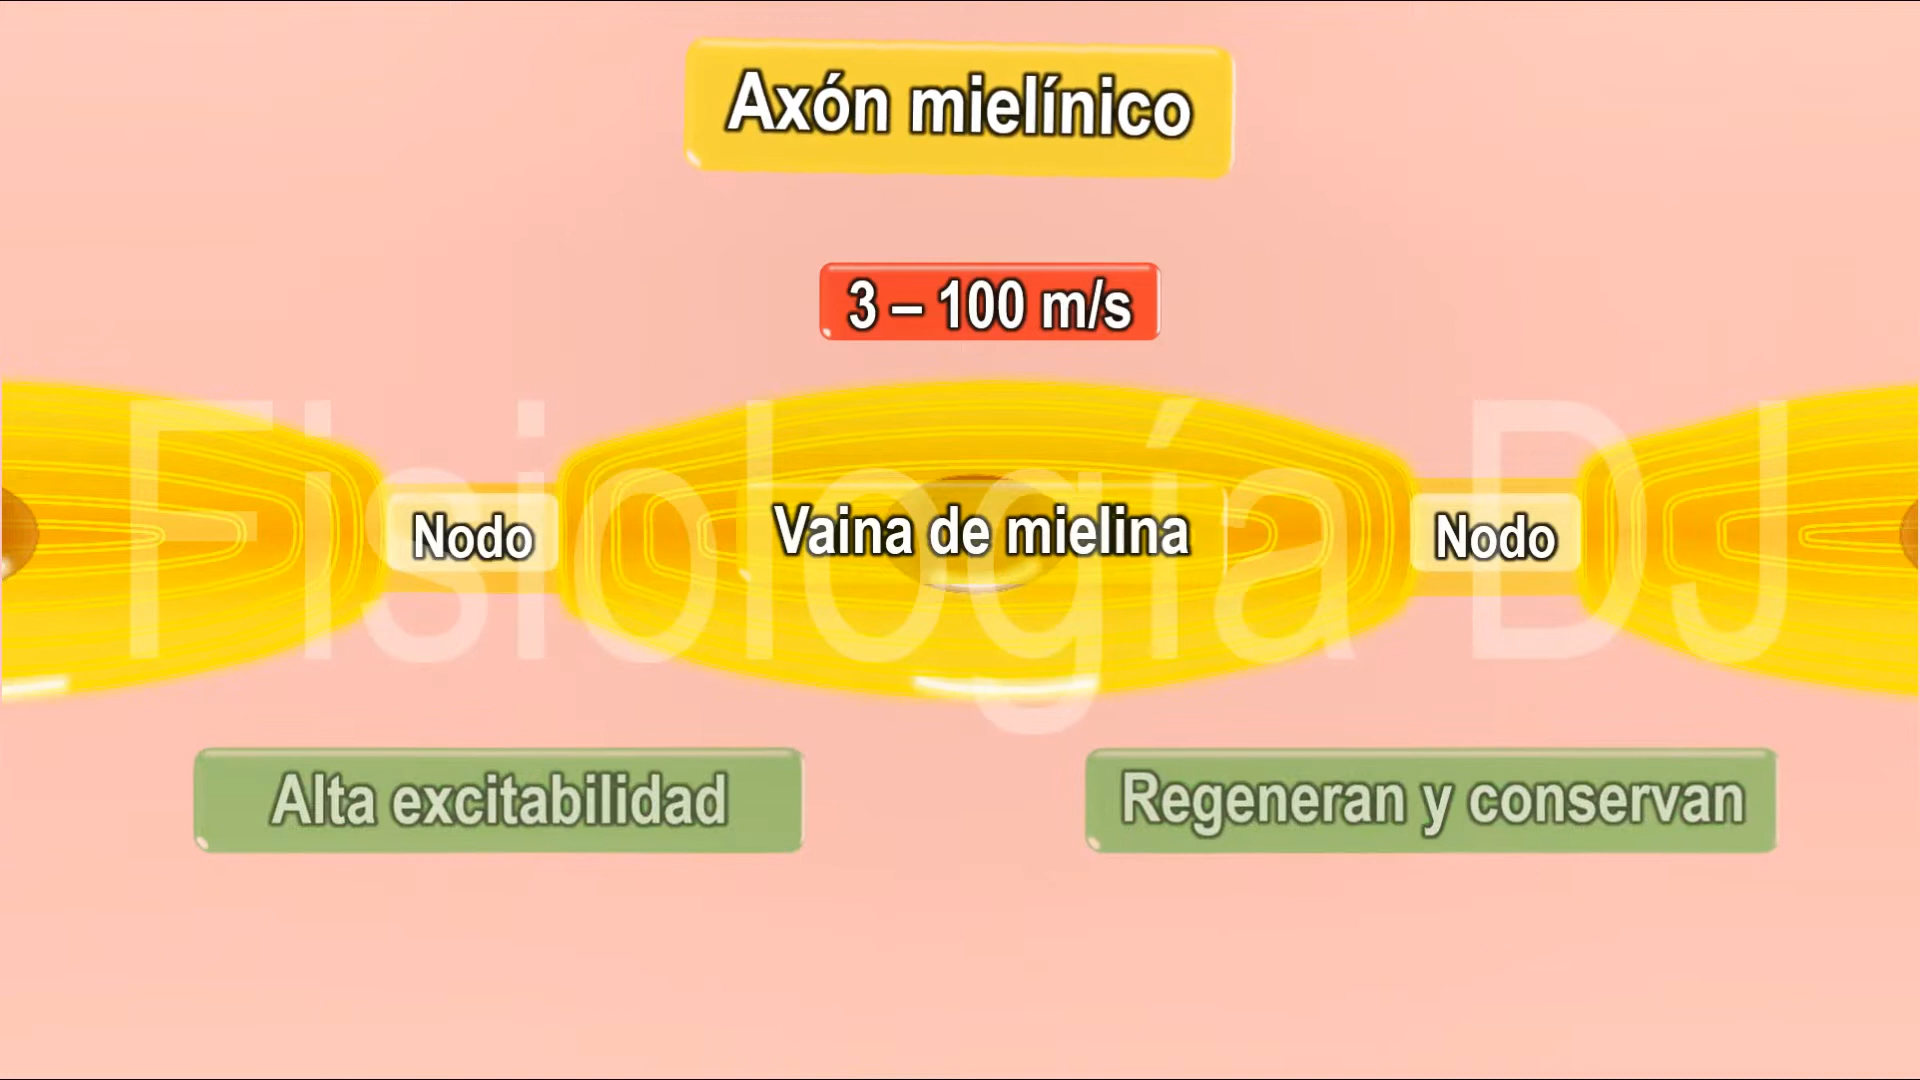 Axón mielínico
3 – 100 m/s
Fisiología DJ
Nodo
Vaina de mielina
Nodo
Alta excitabilidad
Regeneran y conservan